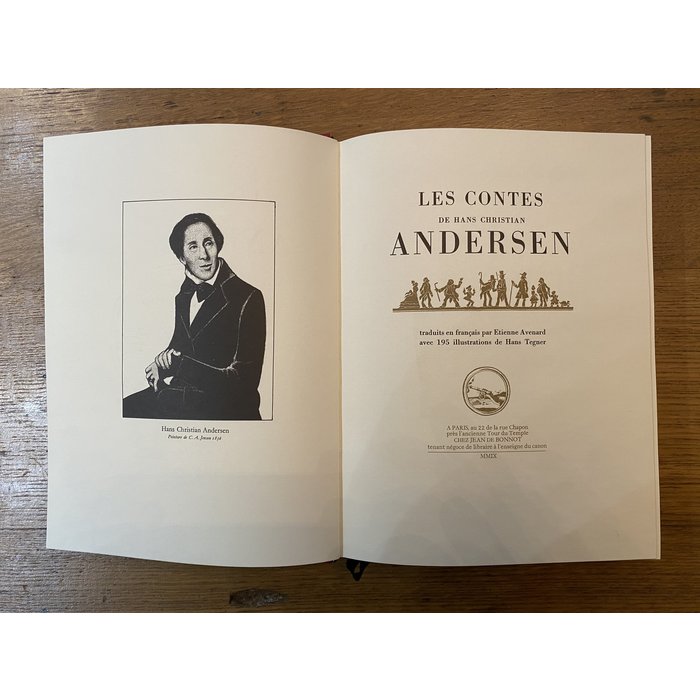 Hans Christian Andersen
Peinture de C. A. Jensen 1836
LES CONTES
DE HANS CHRISTIAN
ANDERSEN
traduits en français par Etienne Avenard
avec 195 illustrations de Hans Tegner
A PARIS, au 22 de la rue Chapon
près l'ancienne Tour du Temple
CHEZ JEAN DE BONNOT
tenant négoce de libraire à l'enseigne du canon
MMIX